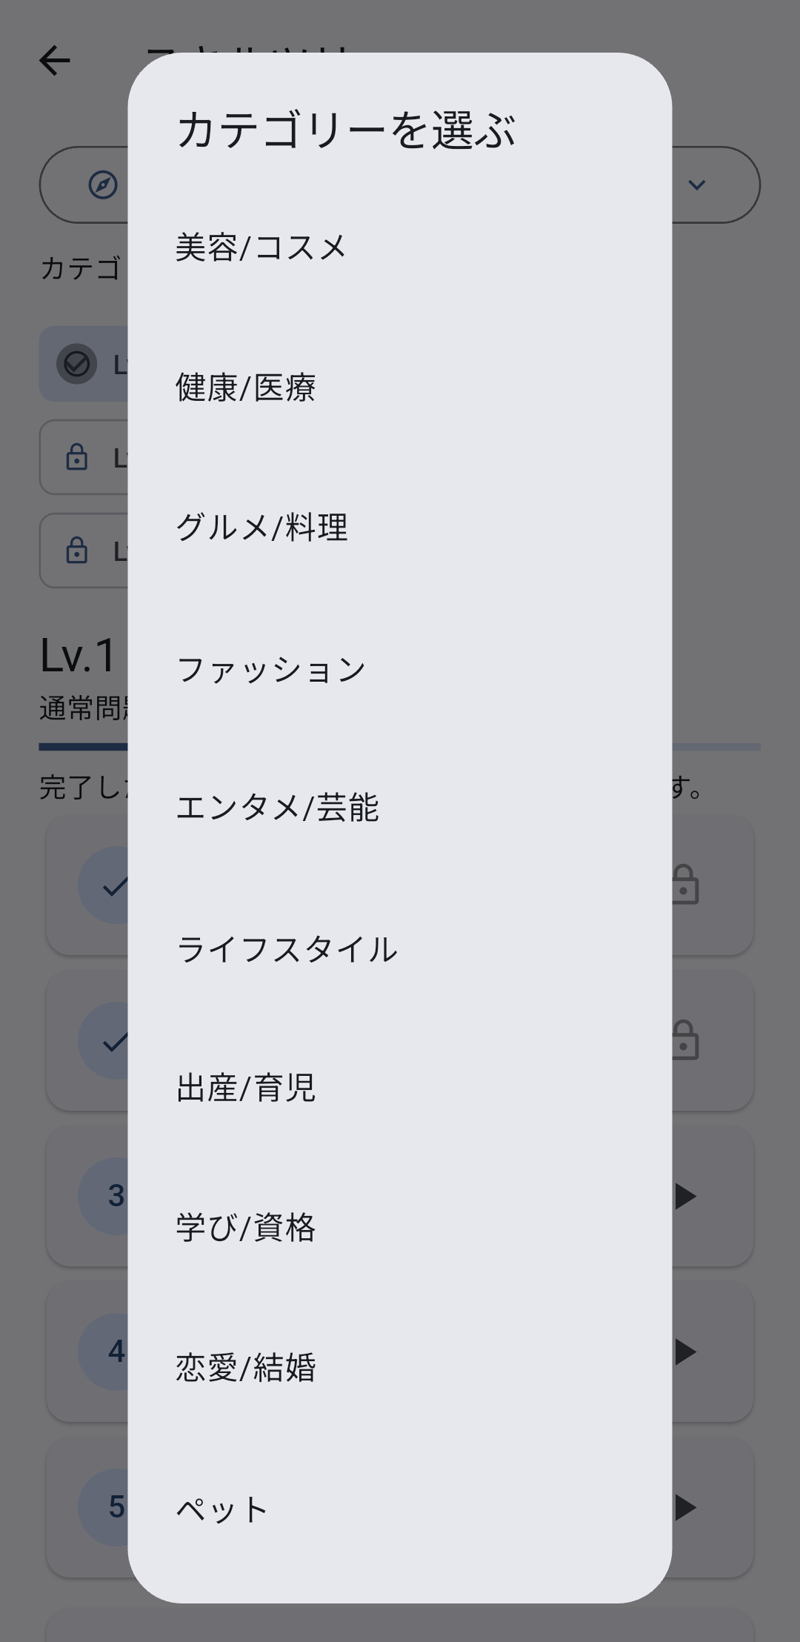 カテゴリーを選ぶ
美容/コスメ
カテゴ
健康/医療
グルメ/料理
Lv.1
ファッション
通常問
完了し
す。
エンタメ/芸能
ライフスタイル
出産/育児
3
学び/資格
4
恋愛/結婚
5
ペット